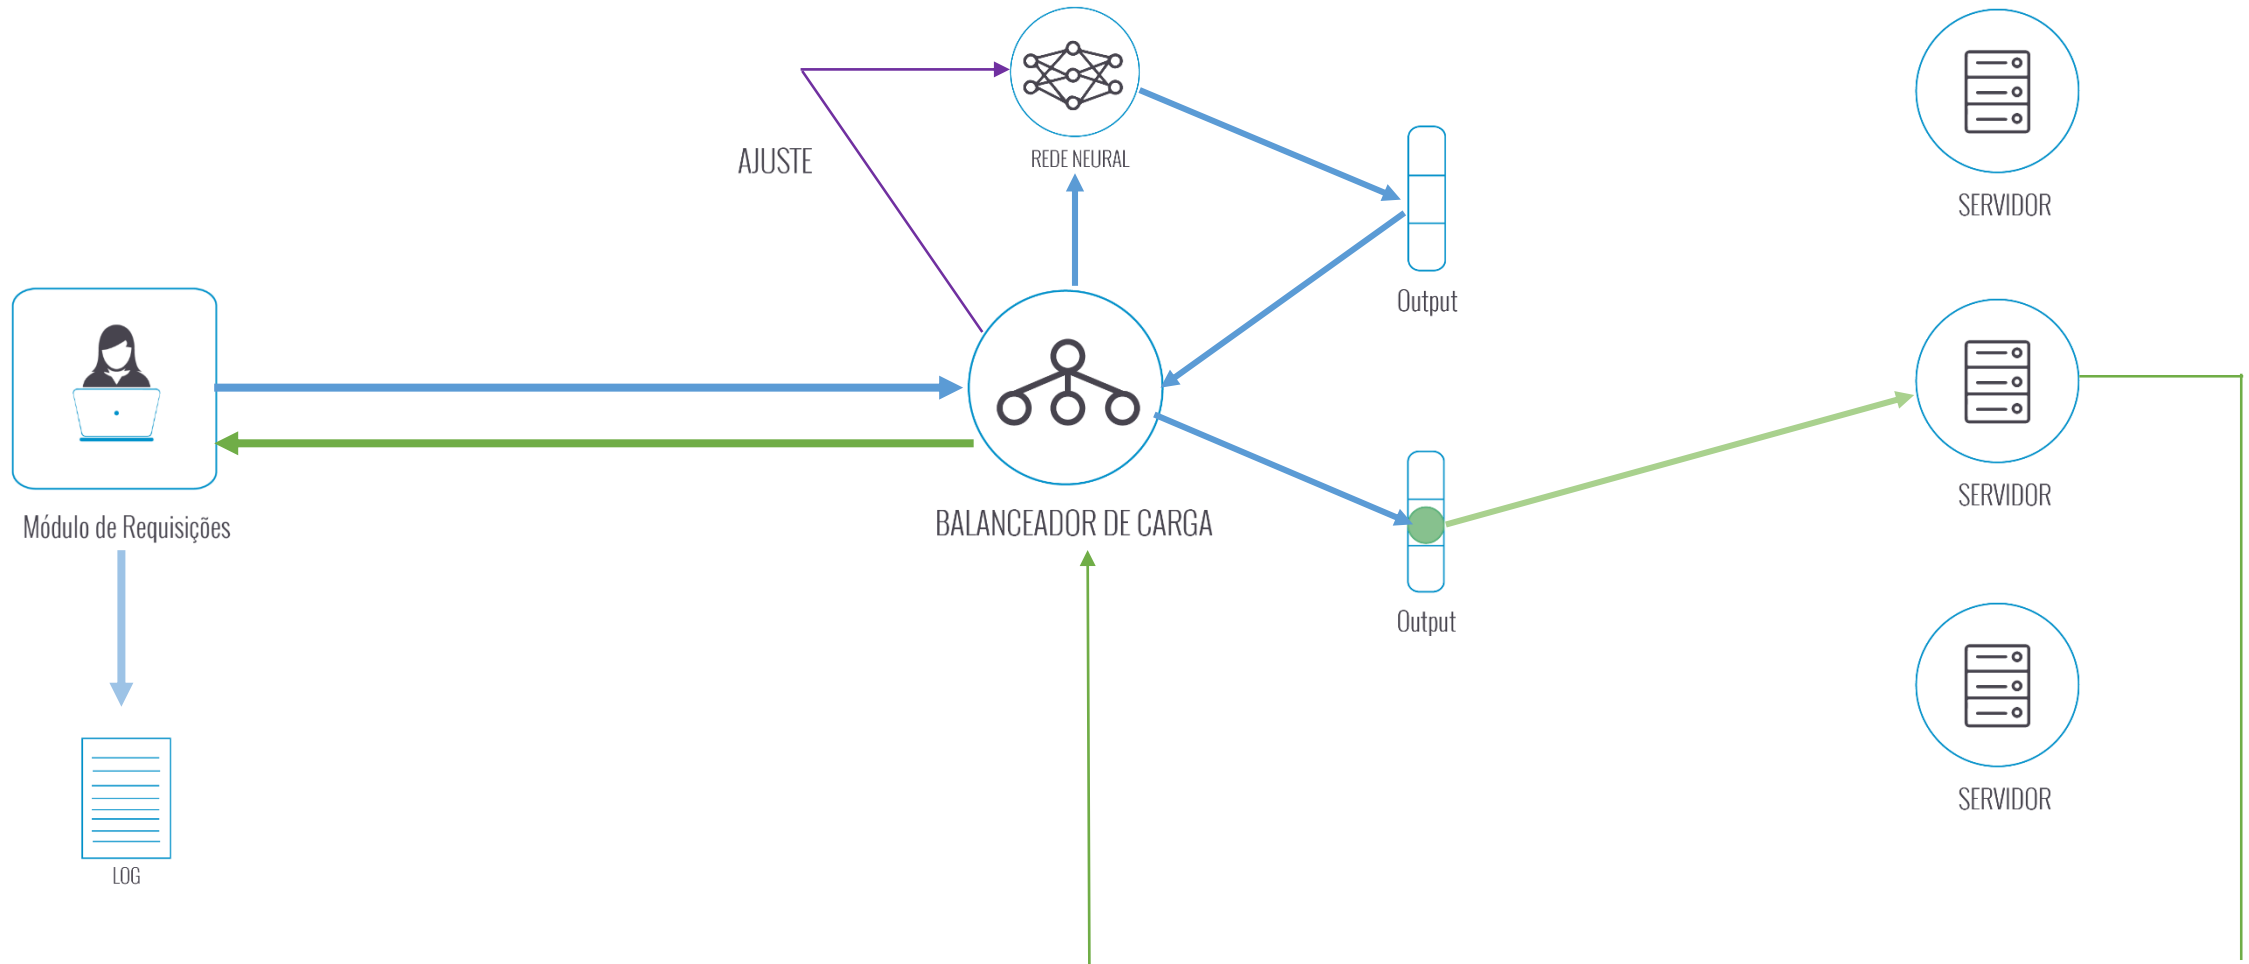 AJUSTE
REDE NEURAL
SERVIDOR
Output
Módulo de Requisições
BALANCEADOR DE CARGA
SERVIDOR
Output
SERVIDOR
LOG